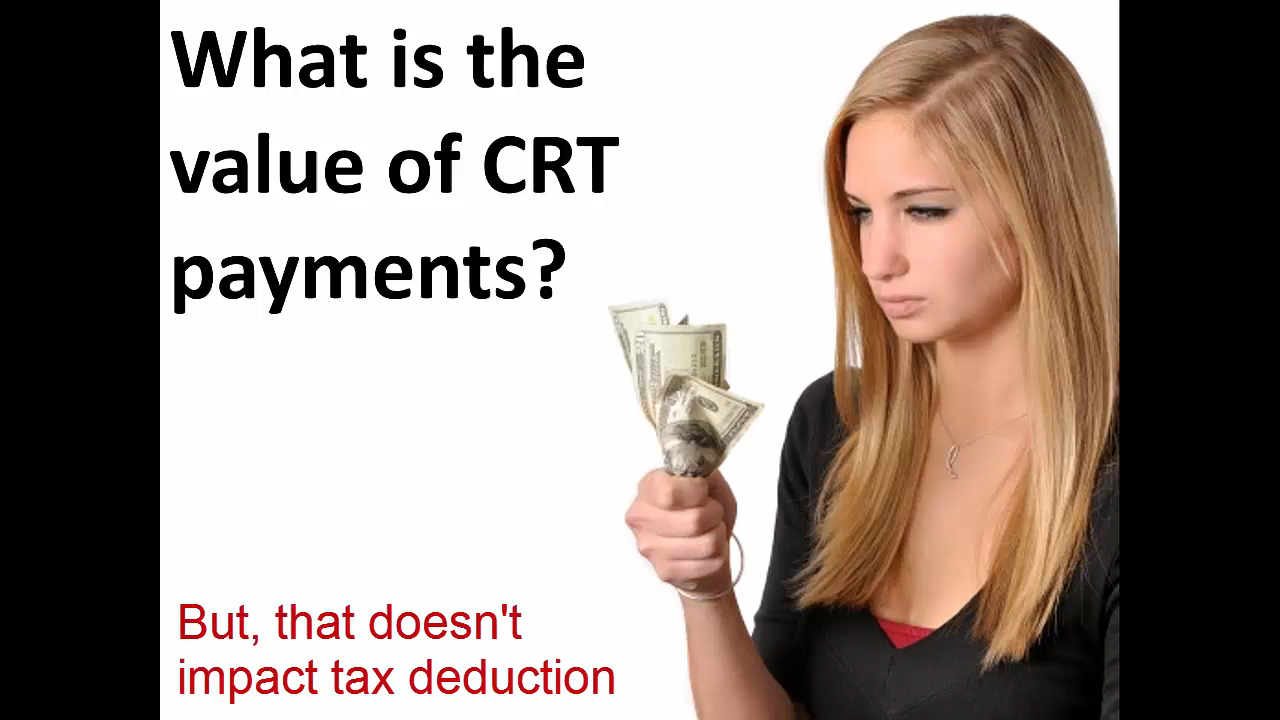 What is the
value of CRT
payments?
But, that doesn't
impact tax deduction